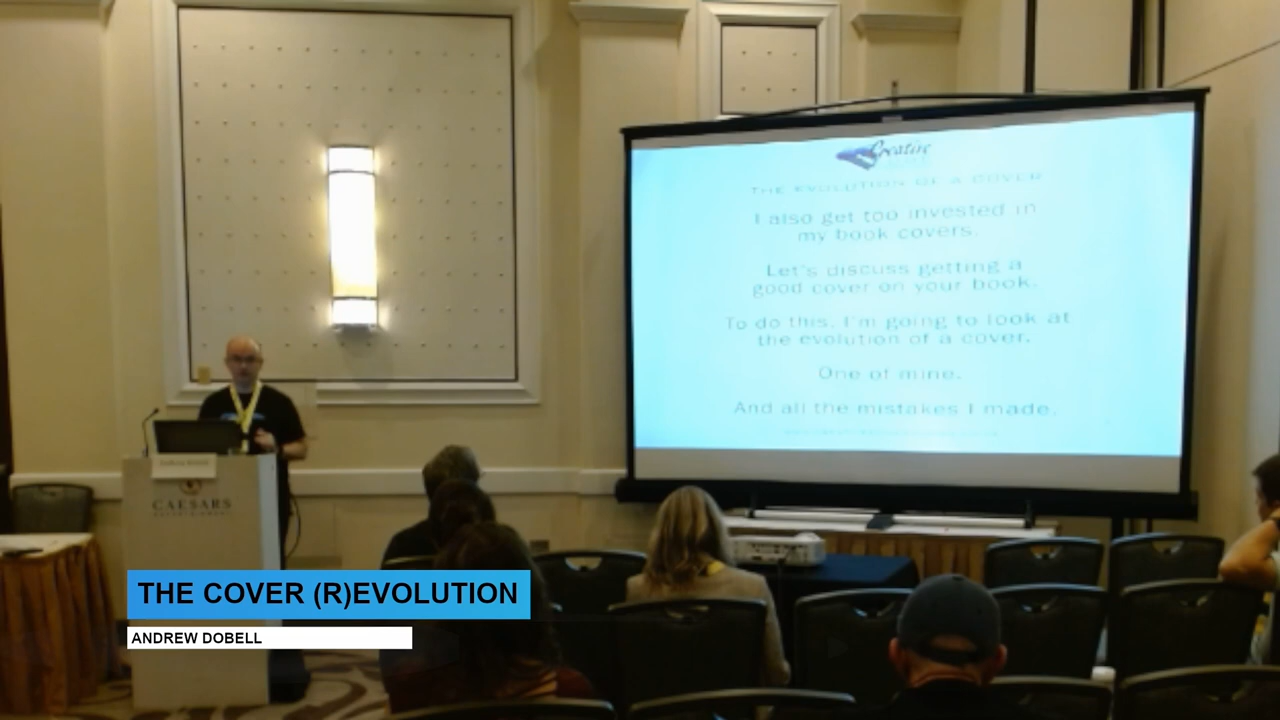 Creative
THE EVOLUTION OF A COVER
I also get too invested in
my book covers.
Let's discuss getting a
good cover on your book.
To do this, I'm going to look at
the evolution of a cover.
One of mine.
And all the mistakes I made.
CAESARS
ENTERTAINMENT
THE COVER (R)EVOLUTION
ANDREW DOBELL